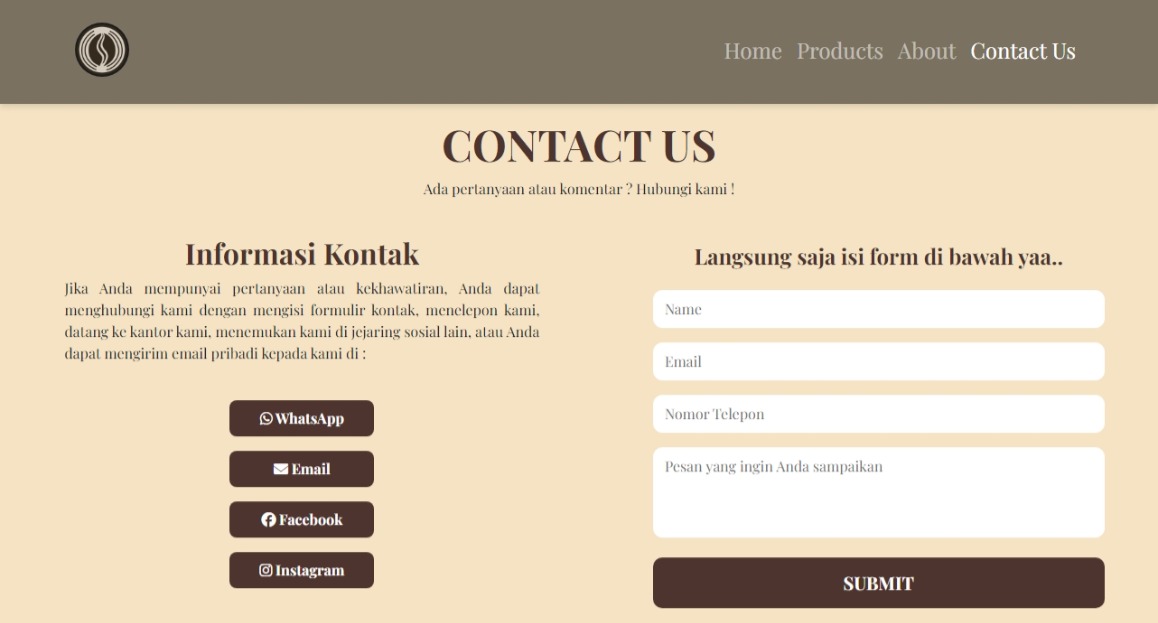 Home Products About Contact Us
CONTACT US
Ada pertanyaan atau komentar ? Hubungi kami !
Informasi Kontak
Jika Anda mempunyai pertanyaan atau kekhawatiran, Anda dapat
menghubungi kami dengan mengisi formulir kontak, menelepon kami,
datang ke kantor kami, menemukan kami di jejaring sosial lain, atau Anda
dapat mengirim email pribadi kepada kami di :
WhatsApp
Email
Facebook
Instagram
Langsung saja isi form di bawah yaa..
Name
Email
Nomor Telepon
Pesan yang ingin Anda sampaikan
SUBMIT